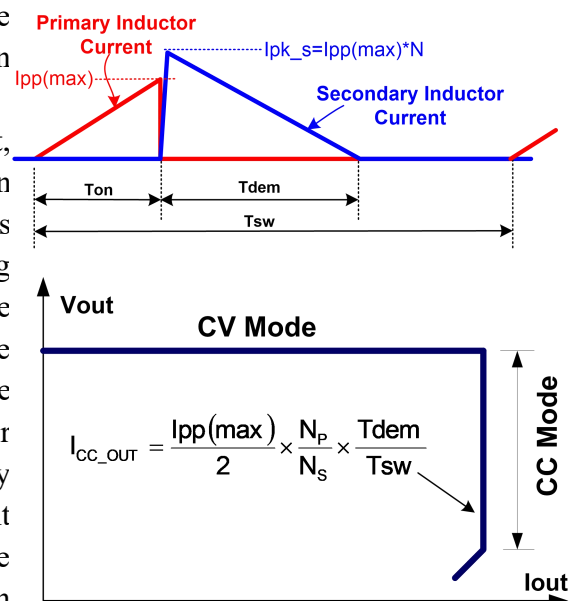 Primary Inductor
Current
Ipk_s=Ipp(max)*N
Ipp(max)
Secondary Inductor
Current
Ton
Tdem
Tsw
Vout
CV Mode
I_CC_OUT = Ipp(max)/2 × N_P/N_S × Tdem/Tsw
CC Mode
Iout